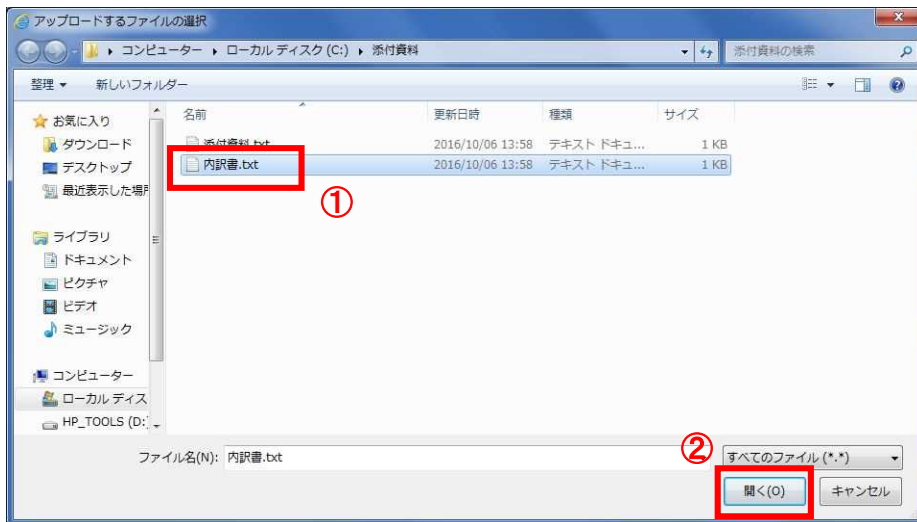 アップロードするファイルの選択
コンピューター ▸ ローカル ディスク (C:) ▸ 添付資料
添付資料の検索
整理 新しいフォルダー
名前 更新日時 種類 サイズ
添付資料.txt 2016/10/06 13:58 テキスト ドキュ... 1 KB
内訳書.txt 2016/10/06 13:58 テキスト ドキュ... 1 KB
①
お気に入り
ダウンロード
デスクトップ
最近表示した場所
ライブラリ
ドキュメント
ピクチャ
ビデオ
ミュージック
コンピューター
ローカル ディス
HP_TOOLS (D:)
②
ファイル名(N): 内訳書.txt
すべてのファイル (*.*)
開く(O) キャンセル